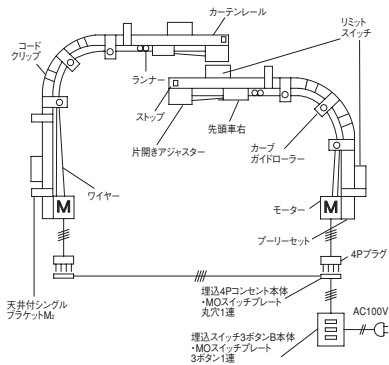 カーテンレール
コード
クリップ
リミット
スイッチ
ランナー
ストップ
先頭車右
片開きアジャスター
カーブ
ガイドローラー
ワイヤー
M
モーター
M
プーリーセット
4Pプラグ
天井付シングル
ブラケットM₂
埋込4Pコンセント本体
・MOスイッチプレート
丸穴1連
AC100V
埋込スイッチ3ボタンB本体
・MOスイッチプレート
3ボタン1連